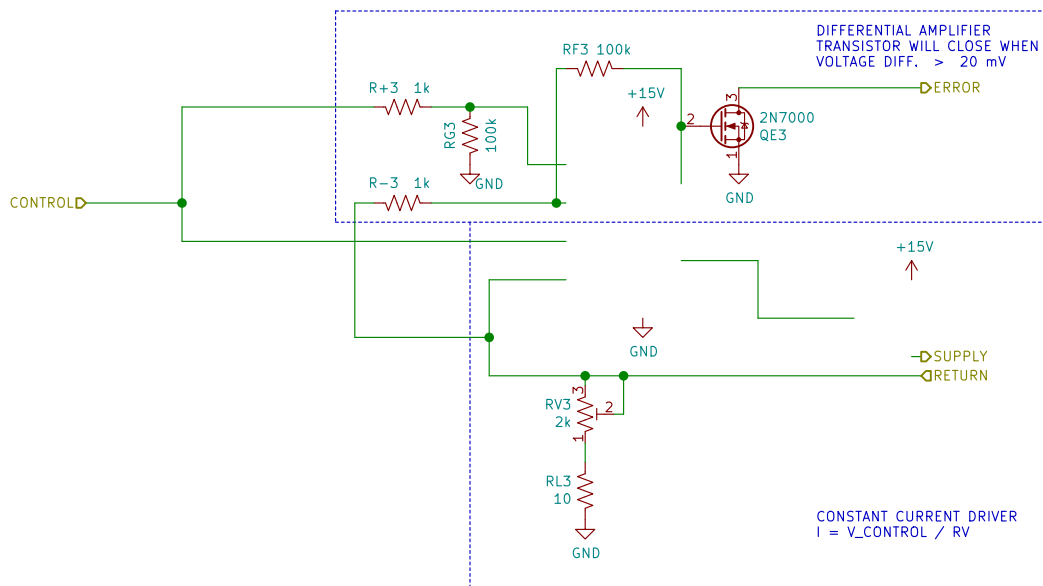 DIFFERENTIAL AMPLIFIER
TRANSISTOR WILL CLOSE WHEN
VOLTAGE DIFF. > 20 mV
RF3 100k
R+3 1k
+15V
3
ERROR
2
2N7000
QE3
RG3
100k
1
R-3 1k
GND
GND
CONTROL
+15V
GND
SUPPLY
RETURN
3
RV3
2k
2
1
RL3
10
GND
CONSTANT CURRENT DRIVER
I = V_CONTROL / RV